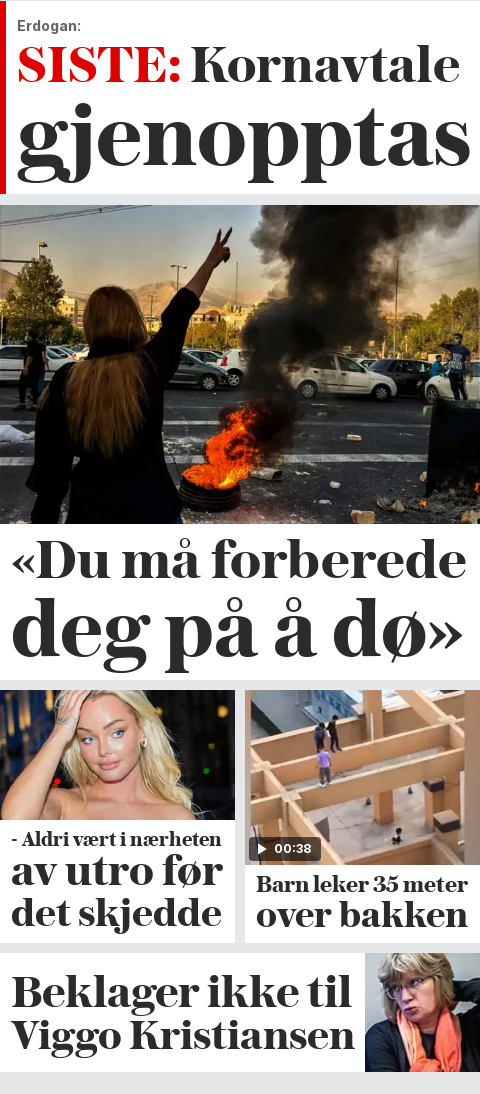 Erdogan:
SISTE: Kornavtale
gjenopptas
«Du må forberede
deg på å dø»
- Aldri vært i nærheten
av utro før
det skjedde
00:38
Barn leker 35 meter
over bakken
Beklager ikke til
Viggo Kristiansen